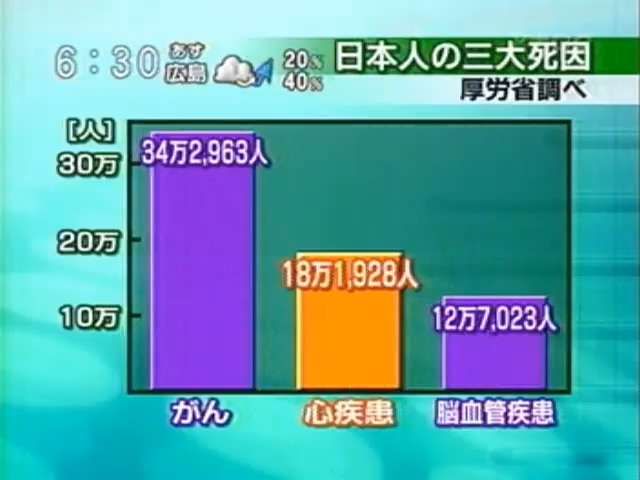 6:30
あす
広島
20%
40%
日本人の三大死因
厚労省調べ
[人]
30万
20万
10万
34万2,963人
18万1,928人
12万7,023人
がん
心疾患
脳血管疾患